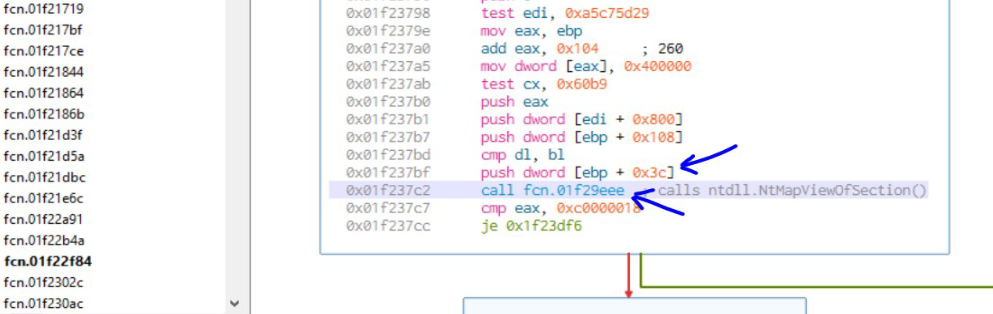 fcn.01f21719
fcn.01f217bf
fcn.01f217ce
fcn.01f21844
fcn.01f21864
fcn.01f2186b
fcn.01f21d3f
fcn.01f21d5a
fcn.01f21dbc
fcn.01f21e6c
fcn.01f22a91
fcn.01f22b4a
fcn.01f22f84
fcn.01f2302c
fcn.01f230ac
0x01f23798 test edi, 0xa5c75d29
0x01f2379e mov eax, ebp
0x01f237a0 add eax, 0x104 ; 260
0x01f237a5 mov dword [eax], 0x400000
0x01f237ab test cx, 0x60b9
0x01f237b0 push eax
0x01f237b1 push dword [edi + 0x800]
0x01f237b7 push dword [ebp + 0x108]
0x01f237bd cmp dl, bl
0x01f237bf push dword [ebp + 0x3c]
0x01f237c2 call fcn.01f29eee calls ntdll.NtMapViewOfSection()
0x01f237c7 cmp eax, 0xc0000018
0x01f237cc je 0x1f23df6